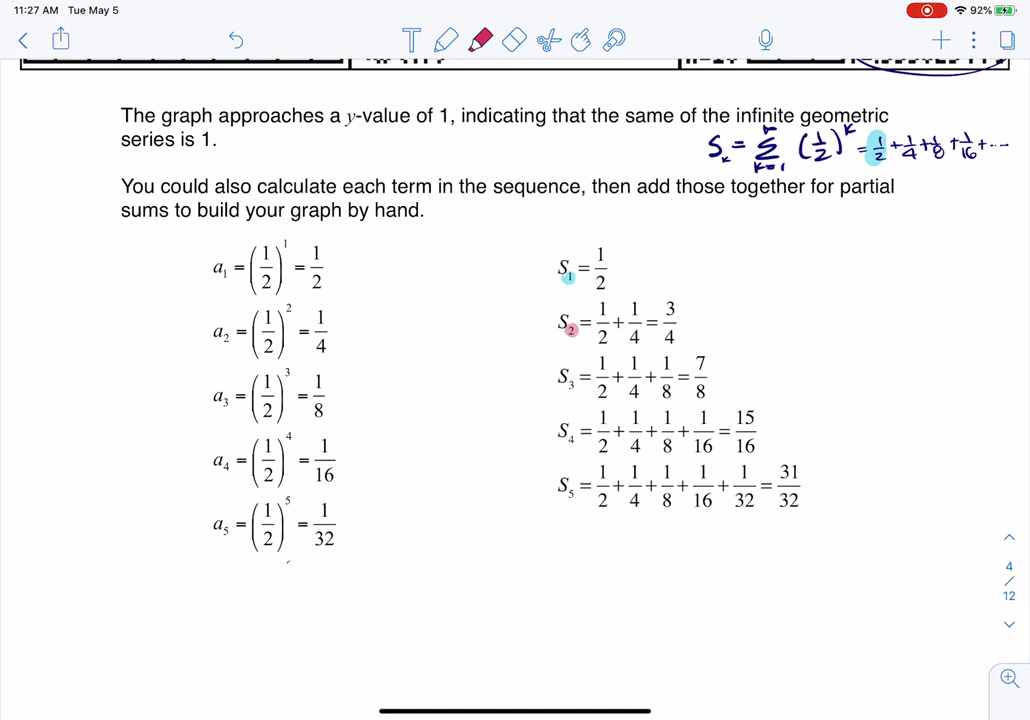 11:27 AM Tue May 5
92%
The graph approaches a y-value of 1, indicating that the same of the infinite geometric
series is 1.
S_k = Σ k=1 (1/2)^k = 1/2 + 1/4 + 1/8 + 1/16 + ...
You could also calculate each term in the sequence, then add those together for partial
sums to build your graph by hand.
a₁ = (1/2)^1 = 1/2
a₂ = (1/2)^2 = 1/4
a₃ = (1/2)^3 = 1/8
a₄ = (1/2)^4 = 1/16
a₅ = (1/2)^5 = 1/32
S₁ = 1/2
S₂ = 1/2 + 1/4 = 3/4
S₃ = 1/2 + 1/4 + 1/8 = 7/8
S₄ = 1/2 + 1/4 + 1/8 + 1/16 = 15/16
S₅ = 1/2 + 1/4 + 1/8 + 1/16 + 1/32 = 31/32
4
/
12